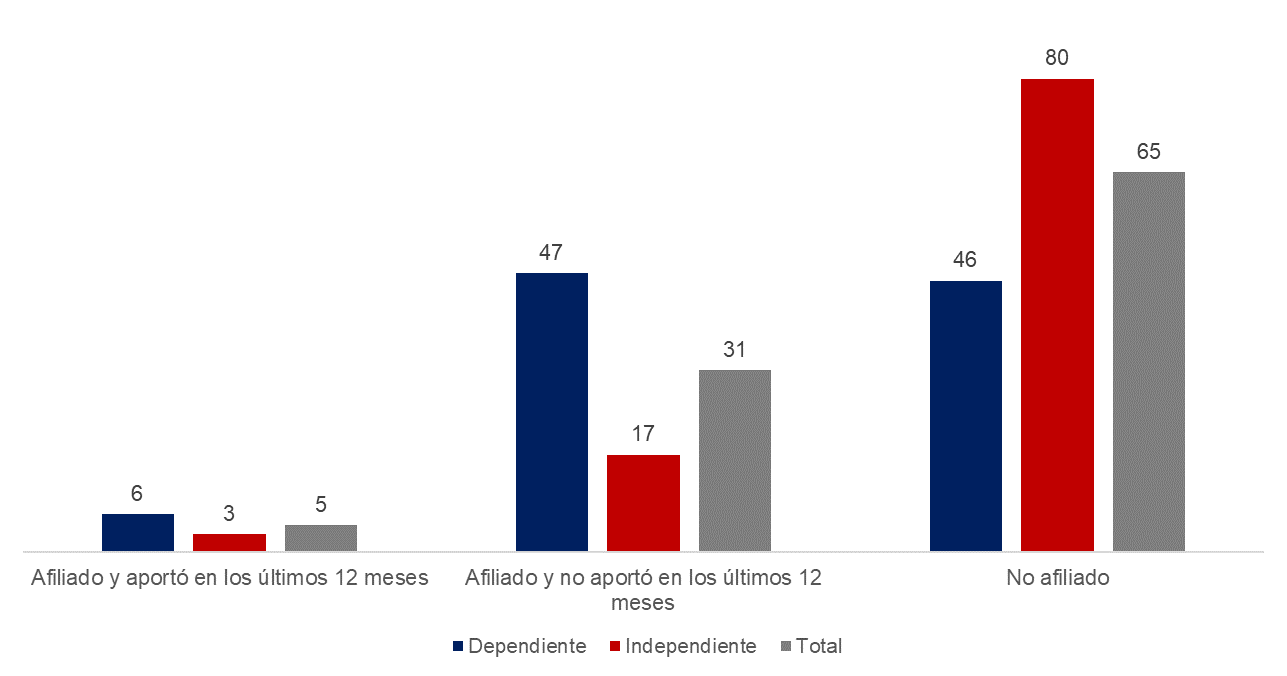 80
65
47
46
31
17
6
3
5
Afiliado y aportó en los últimos 12 meses
Afiliado y no aportó en los últimos 12
meses
No afiliado
Dependiente
Independiente
Total